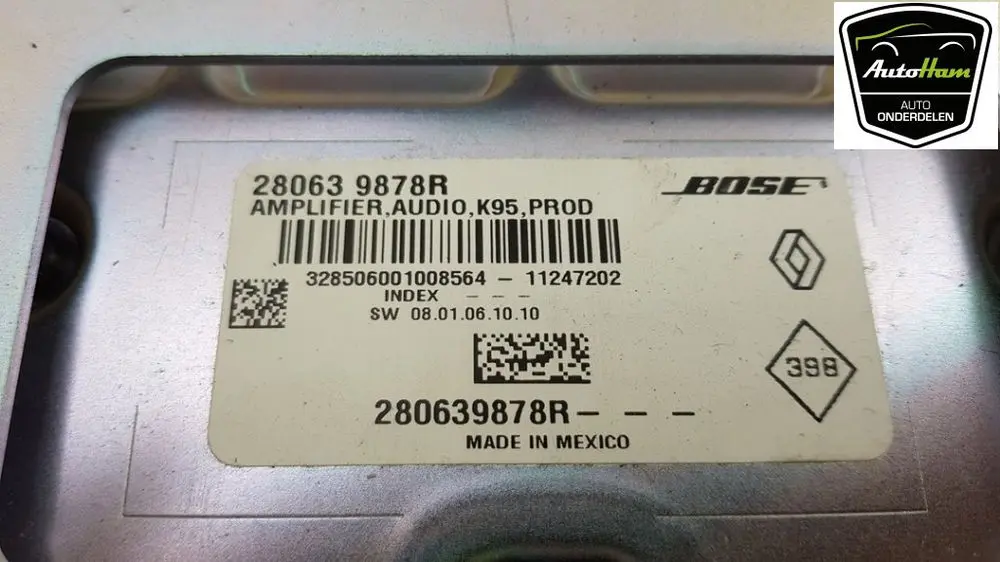 AutoHam
AUTO
ONDERDELEN
28063 9878R
BOSE
AMPLIFIER,AUDIO,K95,PROD
328506001008564 - 11247202
INDEX - - -
SW 08.01.06.10.10
398
280639878R- - -
MADE IN MEXICO